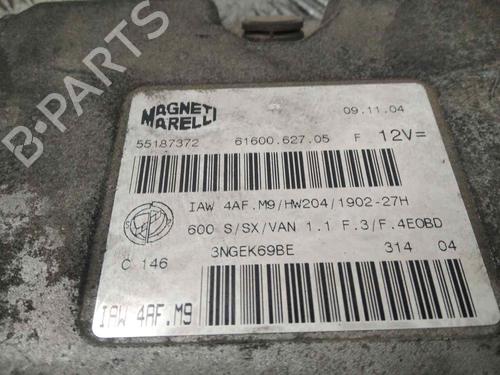 B-PARTS
MAGNETI MARELLI
09.11.04
55187372 61600.627.05 F 12V=
IAW 4AF.M9/HW204/1902-27H
600 S/SX/VAN 1.1 F.3/F.4EOBD
3NGEK69BE 314 04
C 146
IAW 4AF.M9